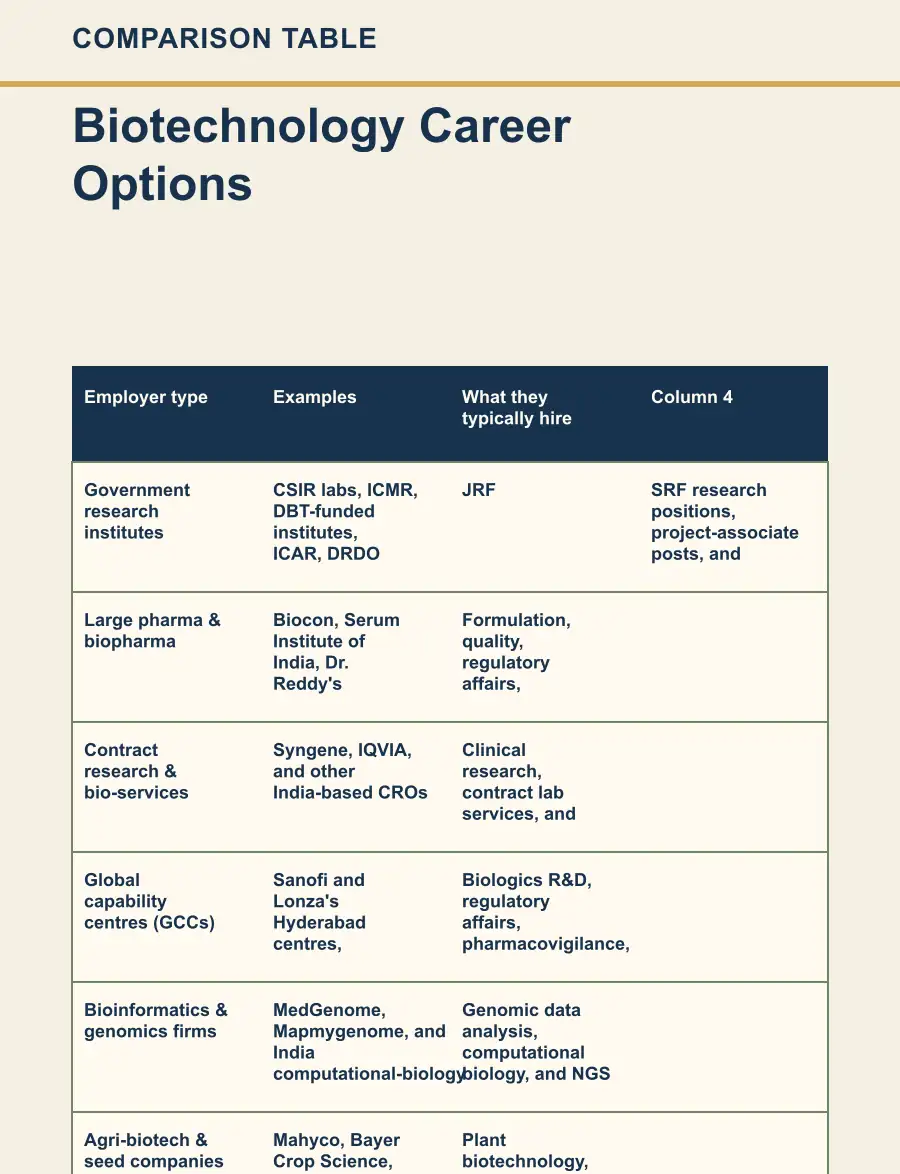 COMPARISON TABLE
Biotechnology Career
Options
Employer type
Examples
What they
typically hire
Column 4
Government
research
institutes
CSIR labs, ICMR,
DBT-funded
institutes,
ICAR, DRDO
JRF
SRF research
positions,
project-associate
posts, and
Large pharma &
biopharma
Biocon, Serum
Institute of
India, Dr.
Reddy's
Formulation,
quality,
regulatory
affairs,
Contract
research &
bio-services
Syngene, IQVIA,
and other
India-based CROs
Clinical
research,
contract lab
services, and
Global
capability
centres (GCCs)
Sanofi and
Lonza's
Hyderabad
centres,
Biologics R&D,
regulatory
affairs,
pharmacovigilance,
Bioinformatics &
genomics firms
MedGenome,
Mapmygenome, and
India
computational-biology
Genomic data
analysis,
computational
biology, and NGS
Agri-biotech &
seed companies
Mahyco, Bayer
Crop Science,
Plant
biotechnology,